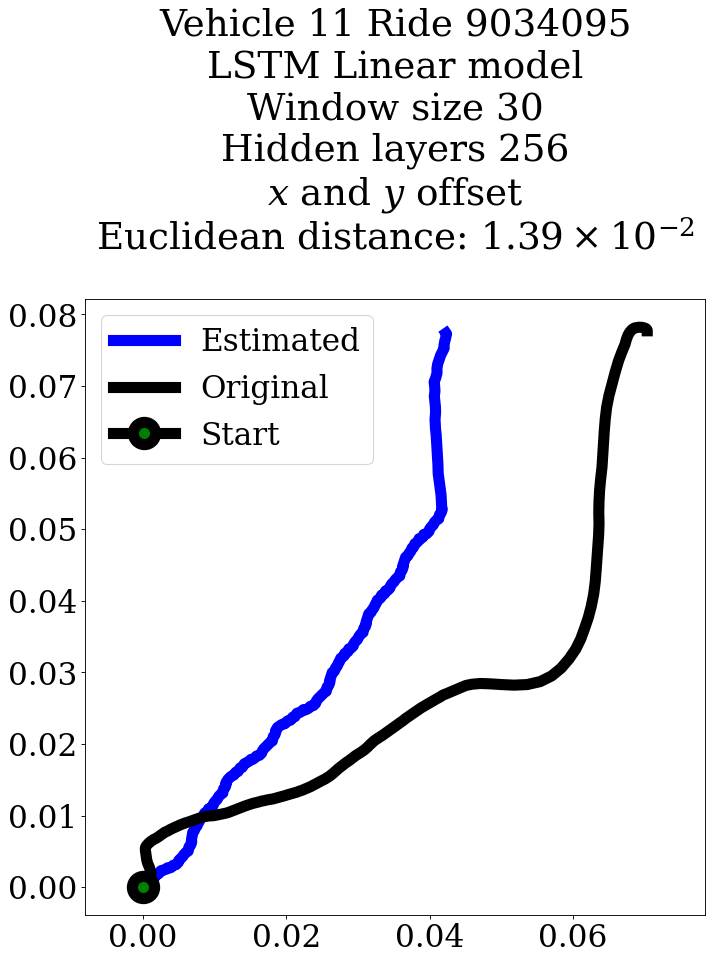 Vehicle 11 Ride 9034095
LSTM Linear model
Window size 30
Hidden layers 256
x and y offset
Euclidean distance: 1.39 × 10⁻²
Estimated
Original
Start
0.08
0.07
0.06
0.05
0.04
0.03
0.02
0.01
0.00
0.00 0.02 0.04 0.06